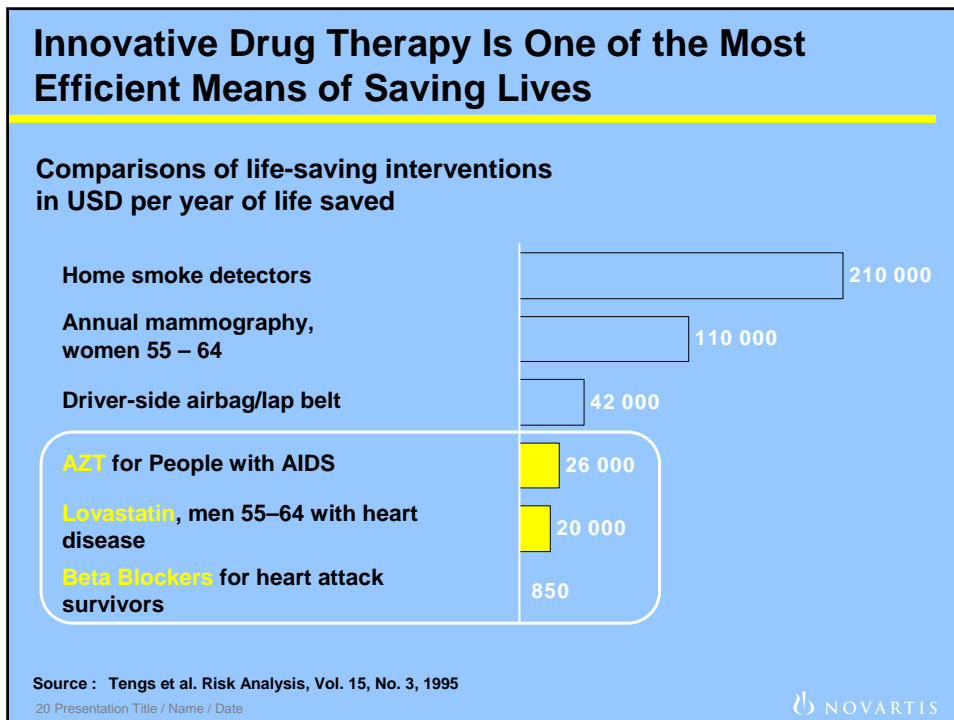 Innovative Drug Therapy Is One of the Most
Efficient Means of Saving Lives
Comparisons of life-saving interventions
in USD per year of life saved
Home smoke detectors
210 000
Annual mammography,
women 55 – 64
110 000
Driver-side airbag/lap belt
42 000
AZT for People with AIDS
26 000
Lovastatin, men 55–64 with heart
disease
20 000
Beta Blockers for heart attack
survivors
850
Source : Tengs et al. Risk Analysis, Vol. 15, No. 3, 1995
20 Presentation Title / Name / Date
NOVARTIS